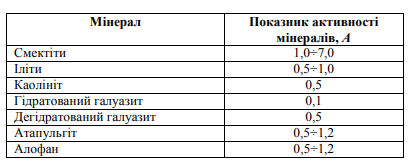 Мінерал Показник активності
мінералів, А
Смектіти 1,0÷7,0
Іліти 0,5÷1,0
Каолініт 0,5
Гідратований галуазит 0,1
Дегідратований галуазит 0,5
Атапульгіт 0,5÷1,2
Алофан 0,5÷1,2